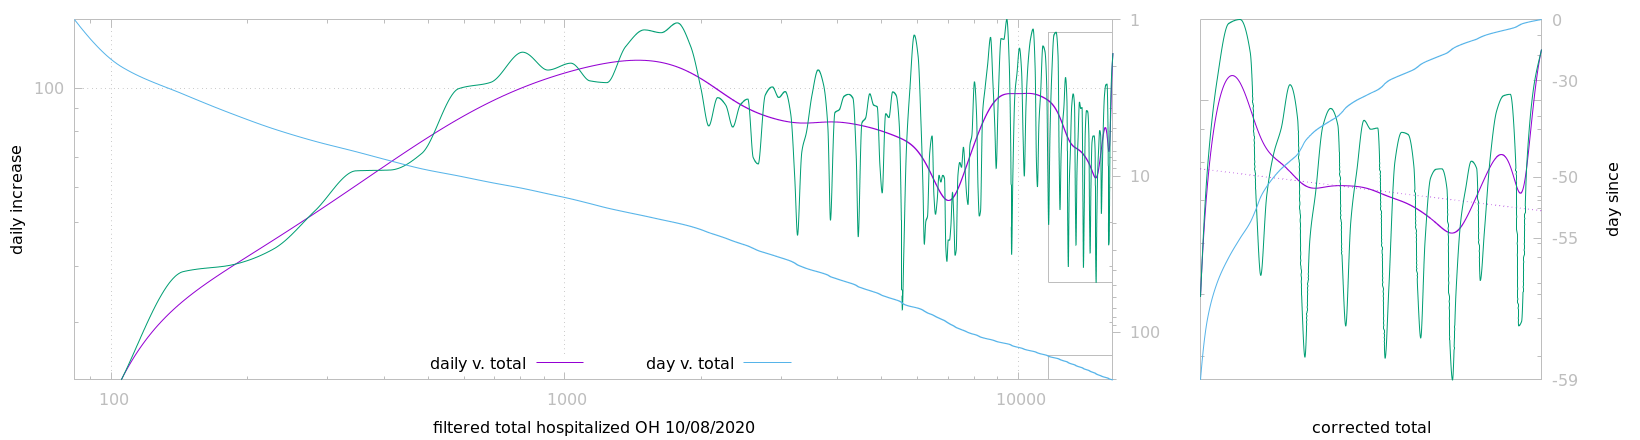 daily increase
100
daily v. total
day v. total
100
1000
10000
filtered total hospitalized OH 10/08/2020
1
10
100
0
-30
-50
-55
-59
day since
corrected total